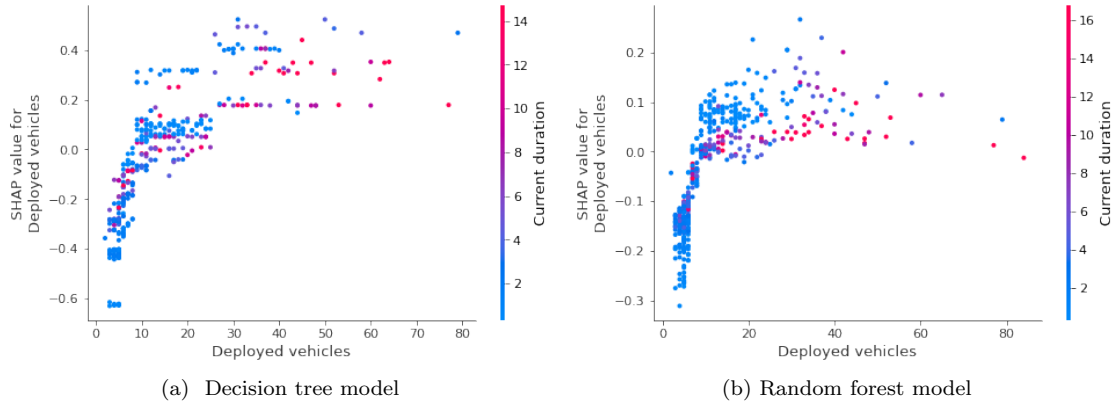 14
12
10
8
6
4
2
Current duration
0.4
0.2
0.0
−0.2
−0.4
−0.6
SHAP value for
Deployed vehicles
0 10 20 30 40 50 60 70 80
Deployed vehicles
(a) Decision tree model
16
14
12
10
8
6
4
2
Current duration
0.2
0.1
0.0
−0.1
−0.2
−0.3
SHAP value for
Deployed vehicles
0 20 40 60 80
Deployed vehicles
(b) Random forest model